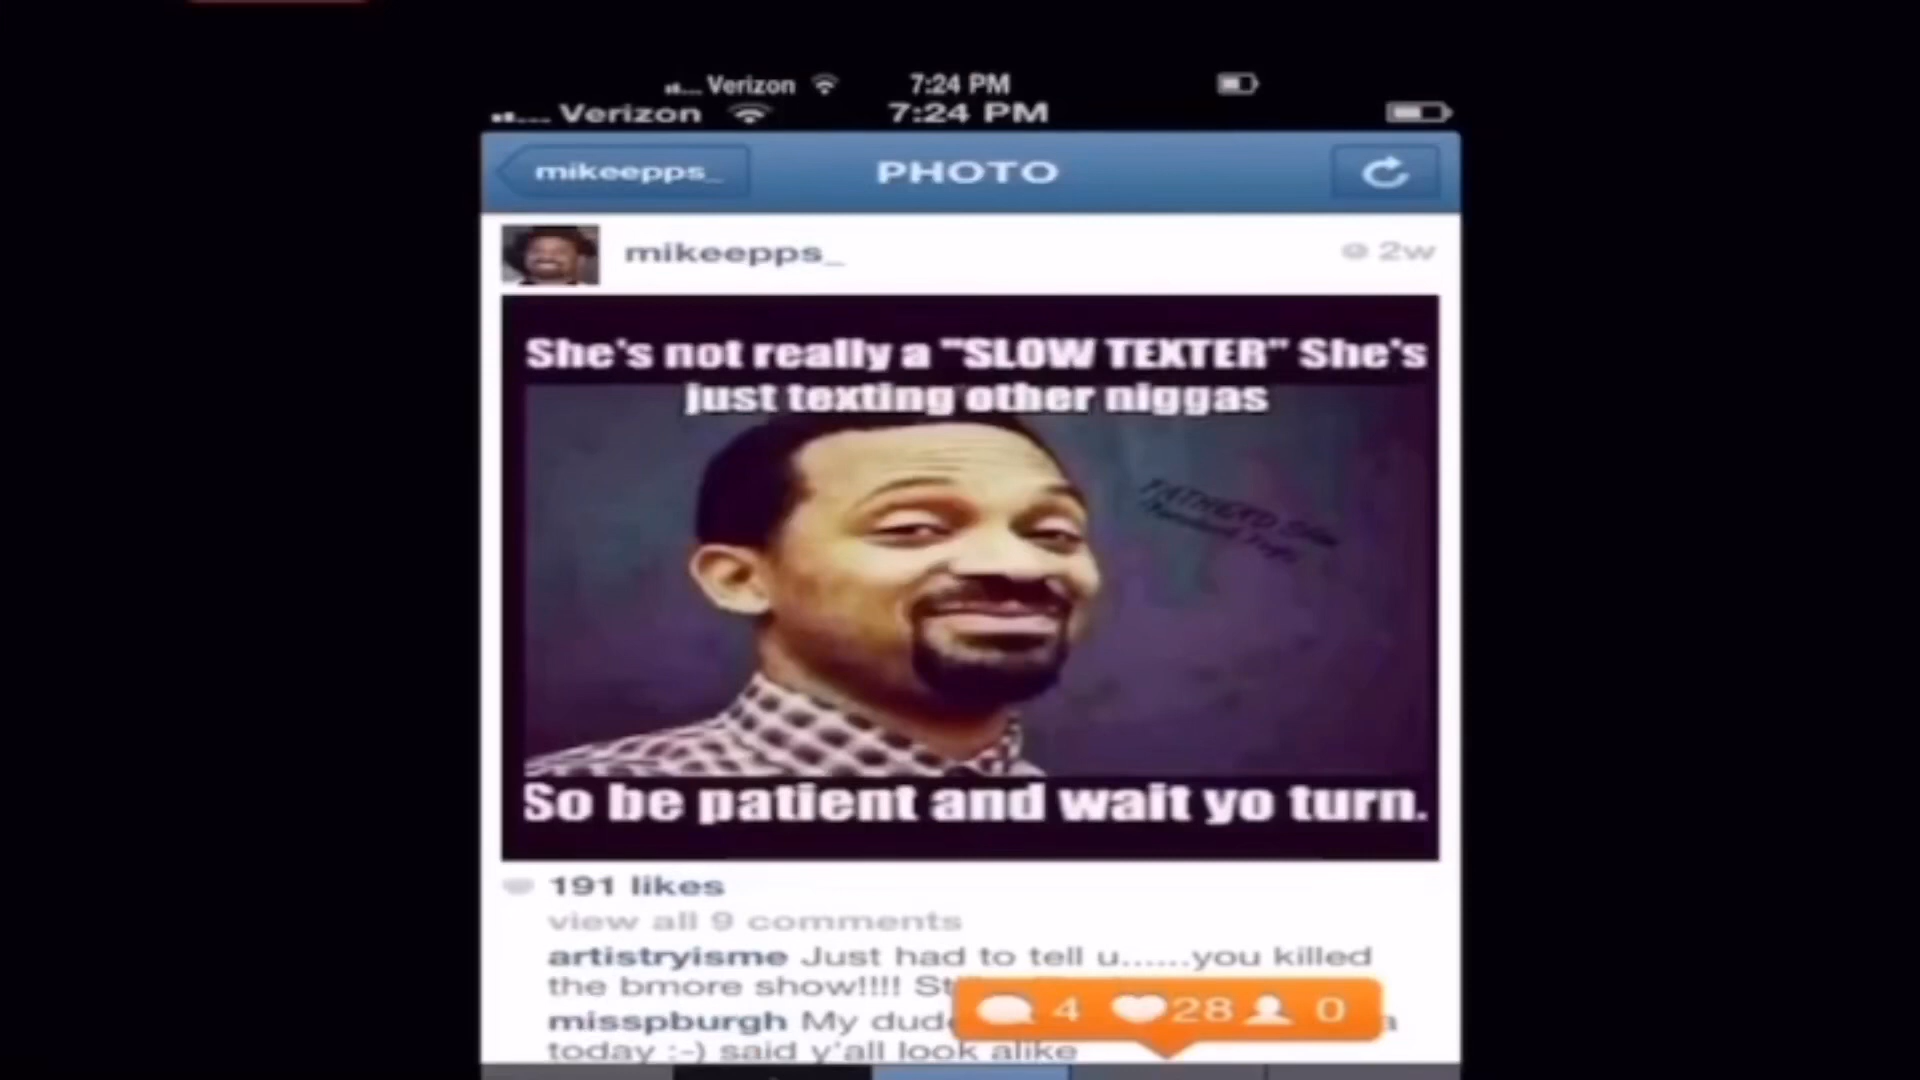 Verizon 7:24 PM
Verizon 7:24 PM
mikeepps_ PHOTO
mikeepps_ 2w
She's not really a "SLOW TEXTER" She's
just texting other niggas
So be patient and wait yo turn.
191 likes
view all 9 comments
artistryisme Just had to tell u......you killed
the bmore show!!!!
misspburgh My
today :-) said y'all look alike
4 28 0